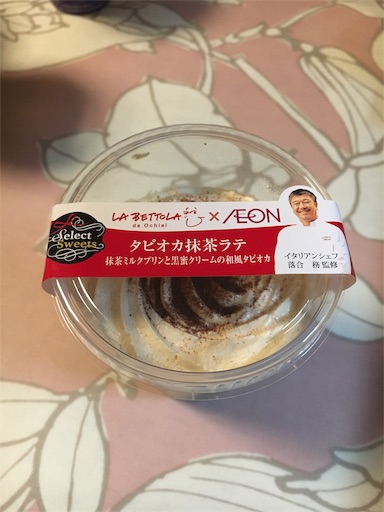 LA BETTOLA × ÆON
da Ochiai
Select
Sweets
タピオカ抹茶ラテ
抹茶ミルクプリンと黒蜜クリームの和風タピオカ
イタリアンシェフ
落合 務 監修